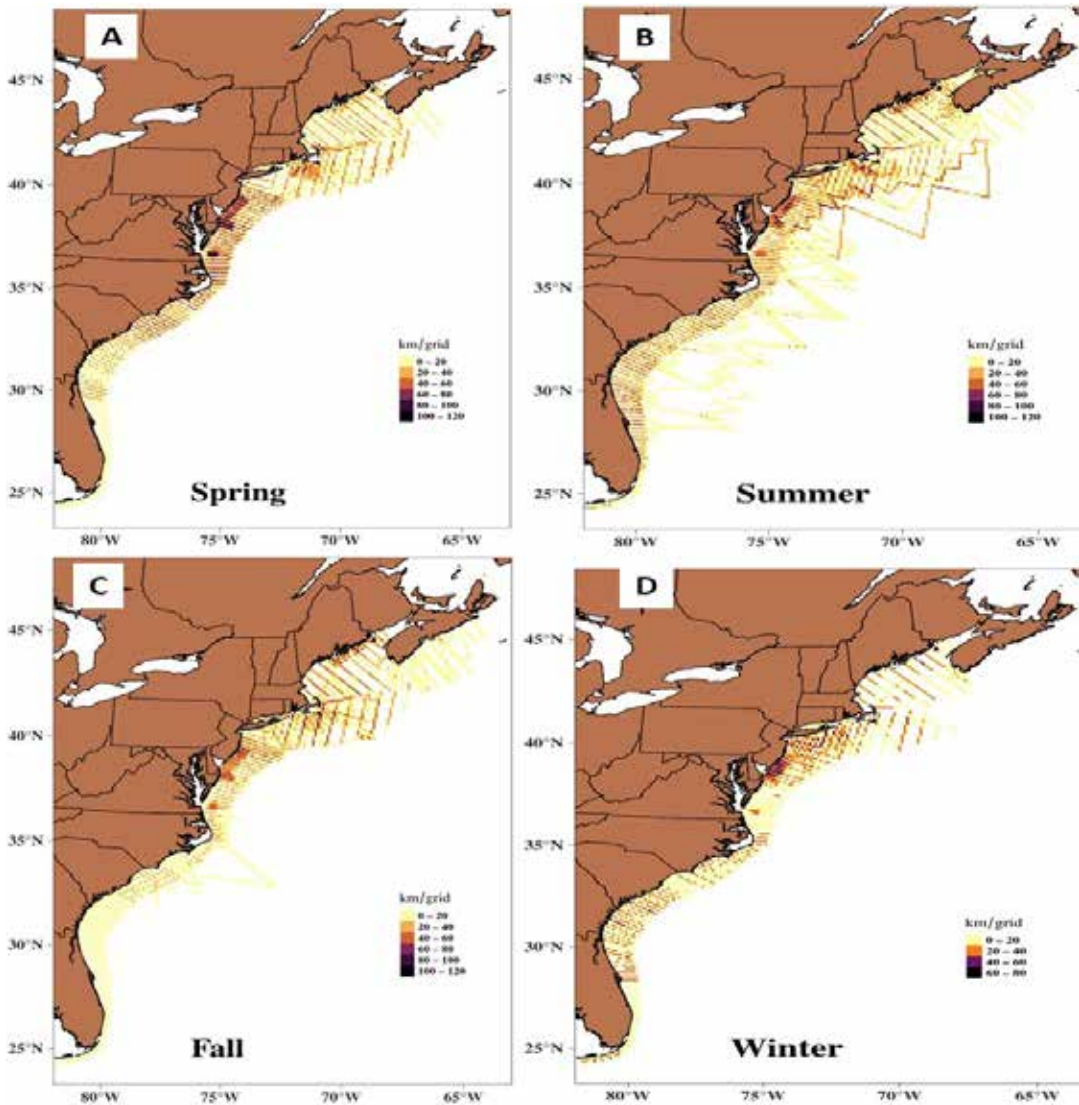 A
45°N
40°N
35°N
30°N
25°N
km/grid
0 – 20
20 – 40
40 – 60
60 – 80
80 – 100
100 – 120
Spring
80°W
75°W
70°W
65°W
B
45°N
40°N
35°N
30°N
25°N
km/grid
0 – 20
20 – 40
40 – 60
60 – 80
80 – 100
100 – 120
Summer
80°W
75°W
70°W
65°W
C
45°N
40°N
35°N
30°N
25°N
km/grid
0 – 20
20 – 40
40 – 60
60 – 80
80 – 100
100 – 120
Fall
80°W
75°W
70°W
65°W
D
45°N
40°N
35°N
30°N
25°N
km/grid
0 – 20
20 – 40
40 – 60
60 – 80
Winter
80°W
75°W
70°W
65°W